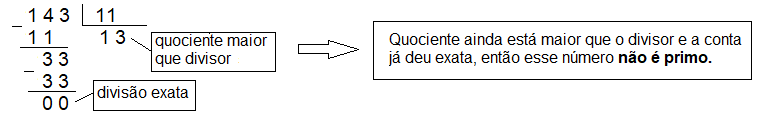 143 11
11 13
33
33
00
quociente maior
que divisor
divisão exata
Quociente ainda está maior que o divisor e a conta
já deu exata, então esse número não é primo.